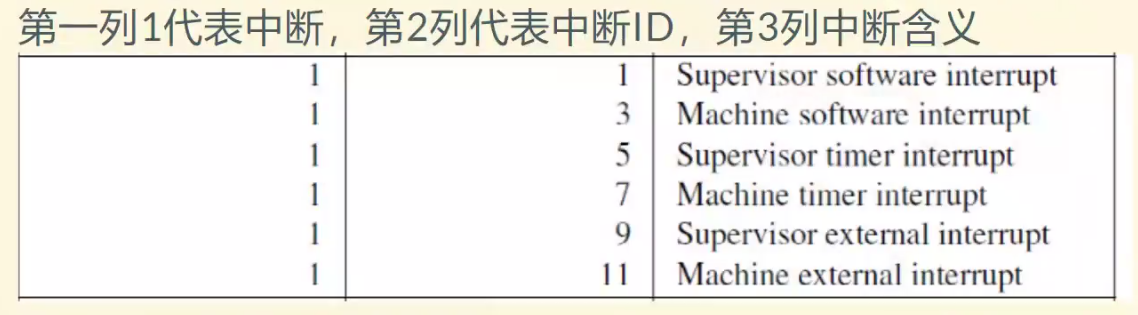 第一列1代表中断，第2列代表中断ID，第3列中断含义
1 1 Supervisor software interrupt
1 3 Machine software interrupt
1 5 Supervisor timer interrupt
1 7 Machine timer interrupt
1 9 Supervisor external interrupt
1 11 Machine external interrupt